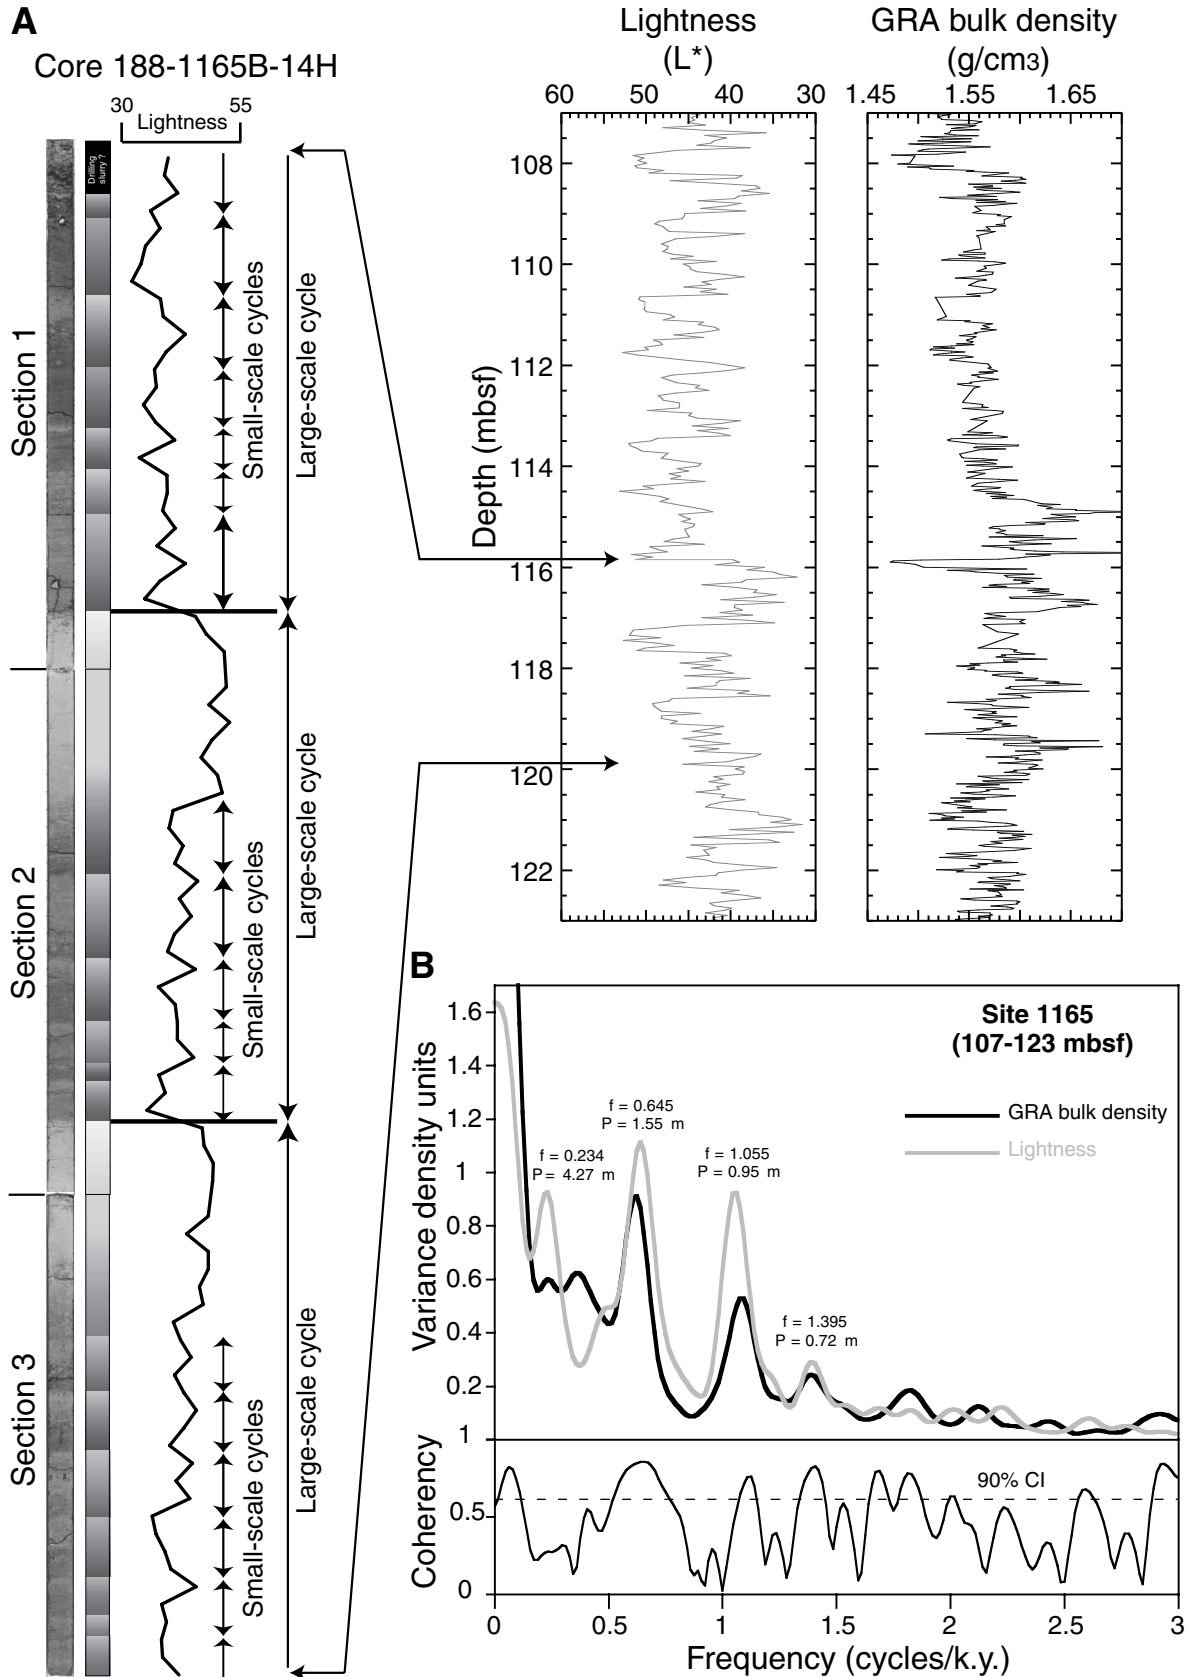 A
Core 188-1165B-14H
30 55
Lightness
Drilling
slurry ?
Section 1
Section 2
Section 3
Small-scale cycles
Large-scale cycle
Small-scale cycles
Large-scale cycle
Small-scale cycles
Large-scale cycle
Lightness
(L*)
60 50 40 30
GRA bulk density
(g/cm3)
1.45 1.55 1.65
Depth (mbsf)
108
110
112
114
116
118
120
122
B
Site 1165
(107-123 mbsf)
GRA bulk density
Lightness
f = 0.234
P = 4.27 m
f = 0.645
P = 1.55 m
f = 1.055
P = 0.95 m
f = 1.395
P = 0.72 m
Variance density units
1.6
1.4
1.2
1
0.8
0.6
0.4
0.2
1
Coherency
0.5
0
90% CI
0 0.5 1 1.5 2 2.5 3
Frequency (cycles/k.y.)